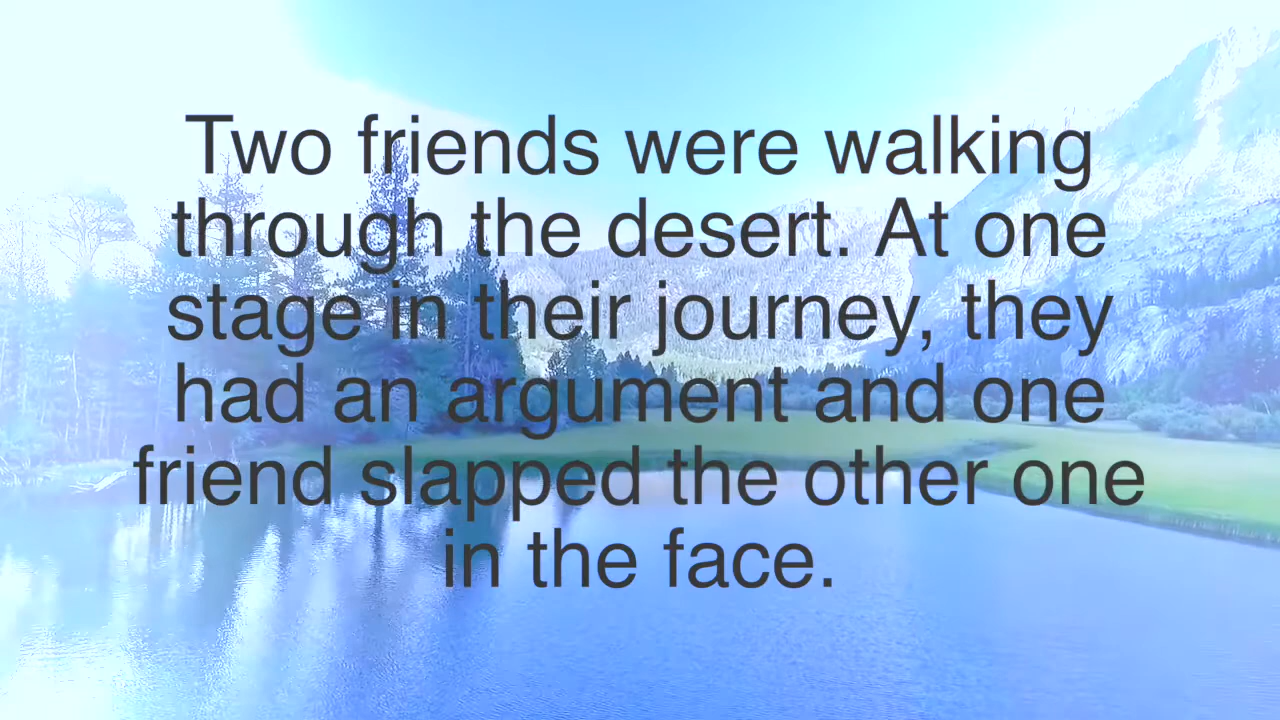 Two friends were walking
through the desert. At one
stage in their journey, they
had an argument and one
friend slapped the other one
in the face.